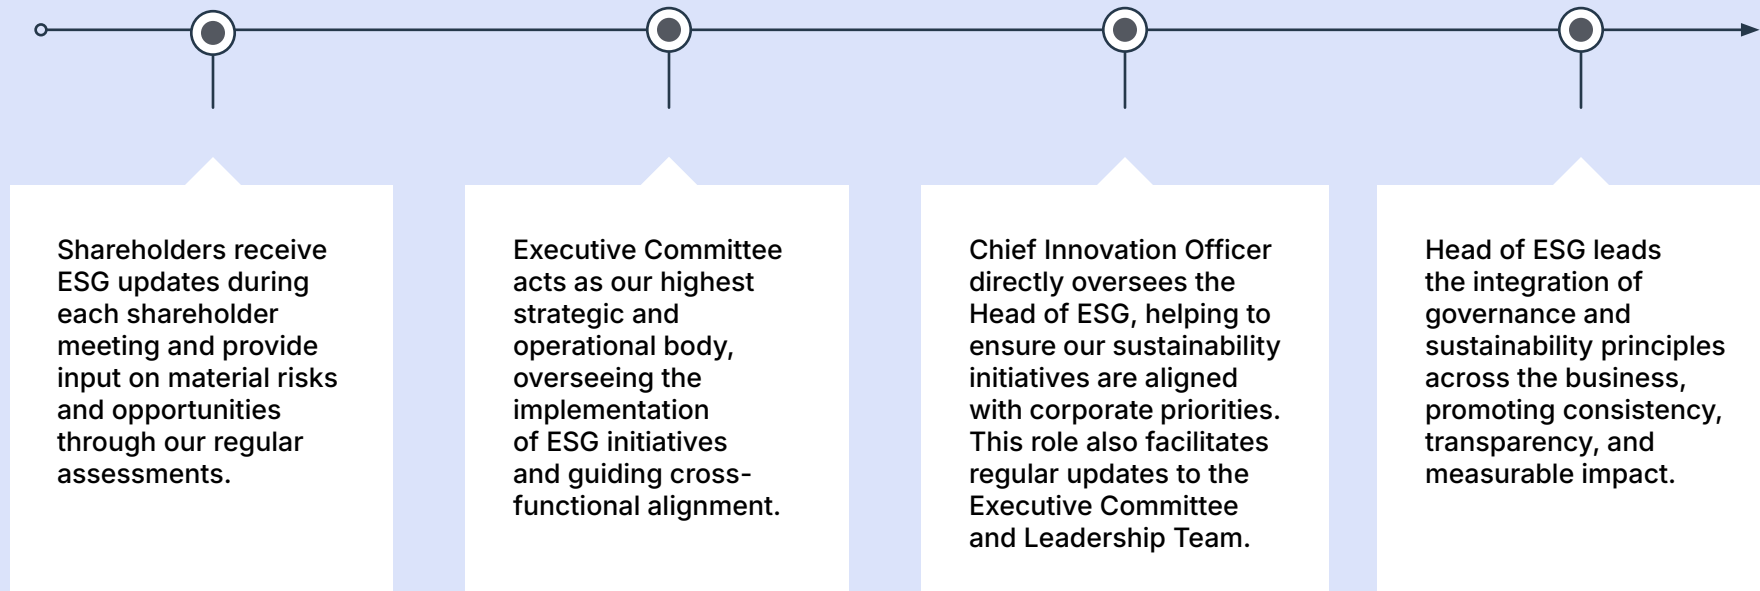 Shareholders receive
ESG updates during
each shareholder
meeting and provide
input on material risks
and opportunities
through our regular
assessments.
Executive Committee
acts as our highest
strategic and
operational body,
overseeing the
implementation
of ESG initiatives
and guiding cross-
functional alignment.
Chief Innovation Officer
directly oversees the
Head of ESG, helping to
ensure our sustainability
initiatives are aligned
with corporate priorities.
This role also facilitates
regular updates to the
Executive Committee
and Leadership Team.
Head of ESG leads
the integration of
governance and
sustainability principles
across the business,
promoting consistency,
transparency, and
measurable impact.